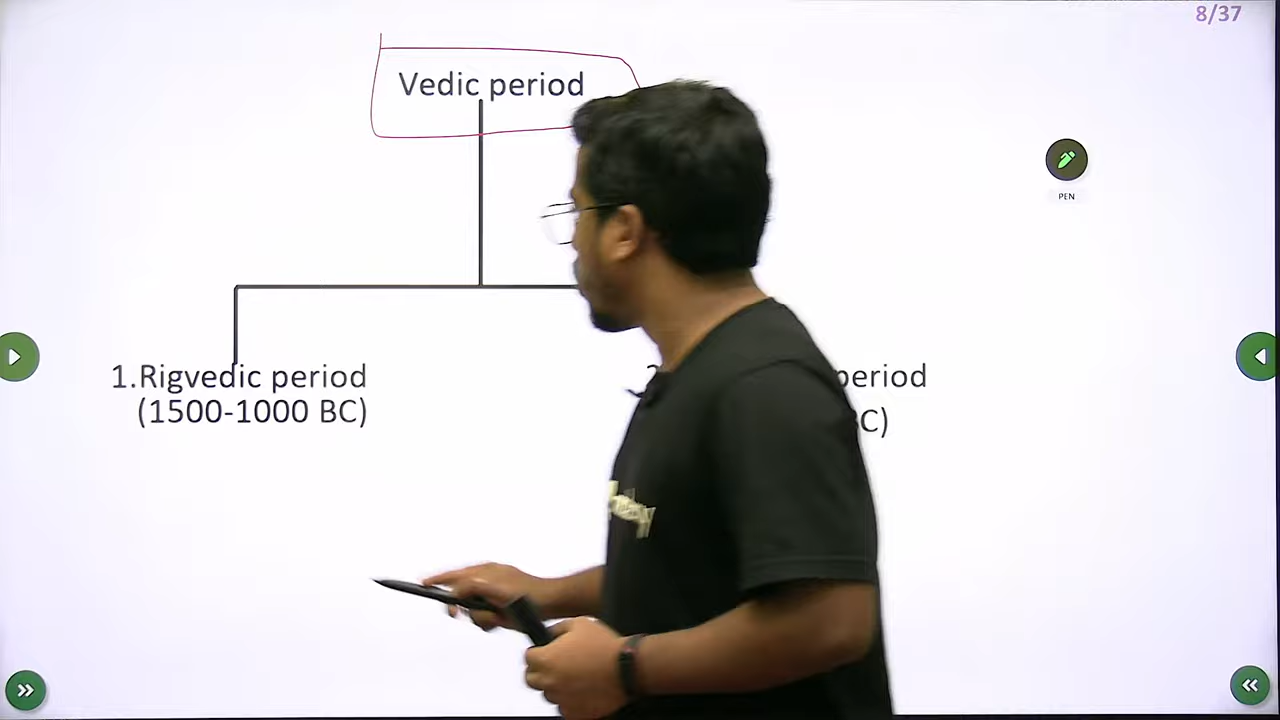 8/37
Vedic period
PEN
1.Rigvedic period
(1500-1000 BC)
period
C)